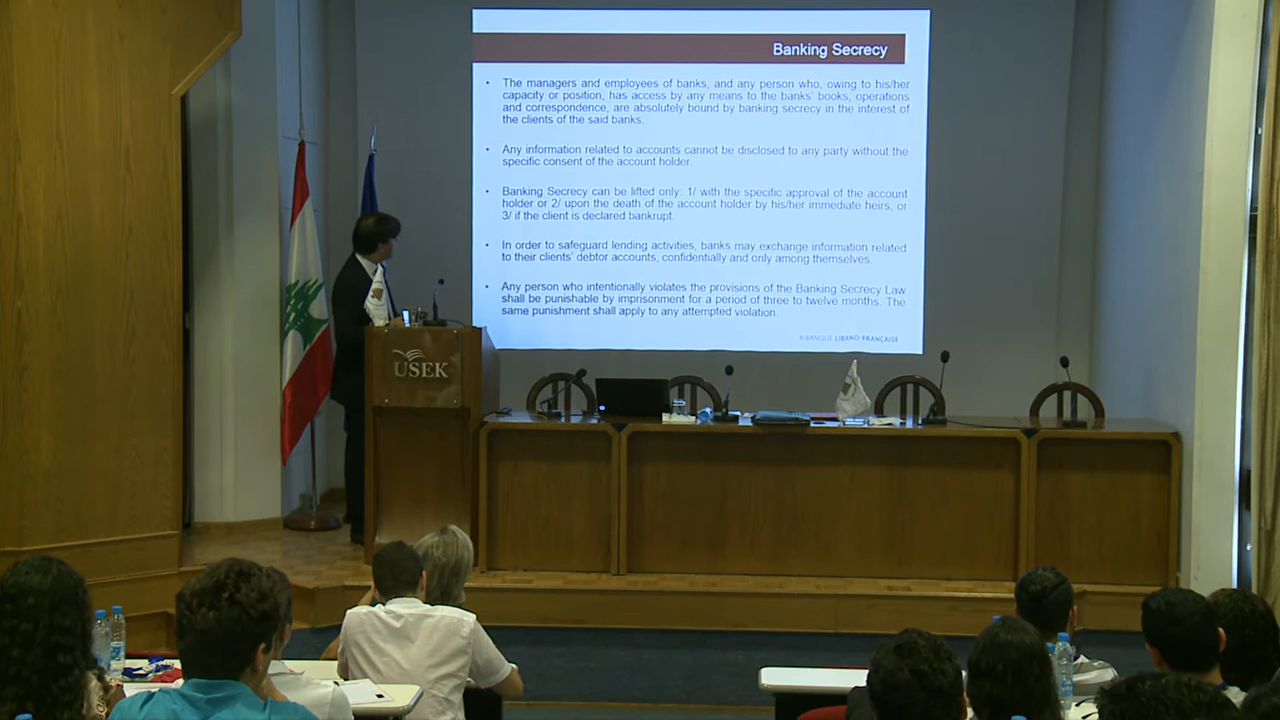 Banking Secrecy
• The managers and employees of banks, and any person who, owing to his/her
capacity or position, has access by any means to the banks' books, operations
and correspondence, are absolutely bound by banking secrecy in the interest of
the clients of the said banks.
• Any information related to accounts cannot be disclosed to any party without the
specific consent of the account holder.
• Banking Secrecy can be lifted only: 1/ with the specific approval of the account
holder or 2/ upon the death of the account holder by his/her immediate heirs, or
3/ if the client is declared bankrupt.
• In order to safeguard lending activities, banks may exchange information related
to their clients' debtor accounts, confidentially and only among themselves.
• Any person who intentionally violates the provisions of the Banking Secrecy Law
shall be punishable by imprisonment for a period of three to twelve months. The
same punishment shall apply to any attempted violation.
BANQUE LIBANO-FRANÇAISE
USEK